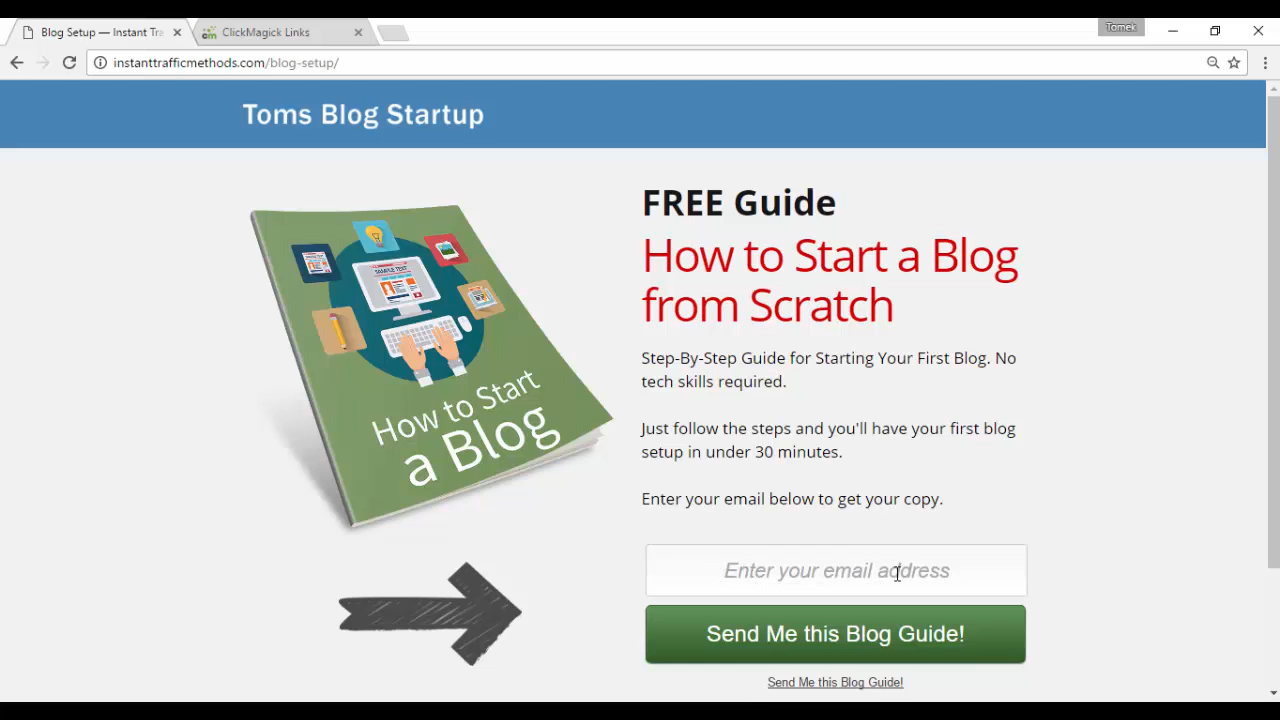 Blog Setup — Instant Tra
ClickMagick Links
Tomek
instanttrafficmethods.com/blog-setup/
Toms Blog Startup
FREE Guide
How to Start a Blog
from Scratch
SAMPLE TEXT
How to Start
a Blog
Step-By-Step Guide for Starting Your First Blog. No
tech skills required.
Just follow the steps and you'll have your first blog
setup in under 30 minutes.
Enter your email below to get your copy.
Enter your email address
Send Me this Blog Guide!
Send Me this Blog Guide!